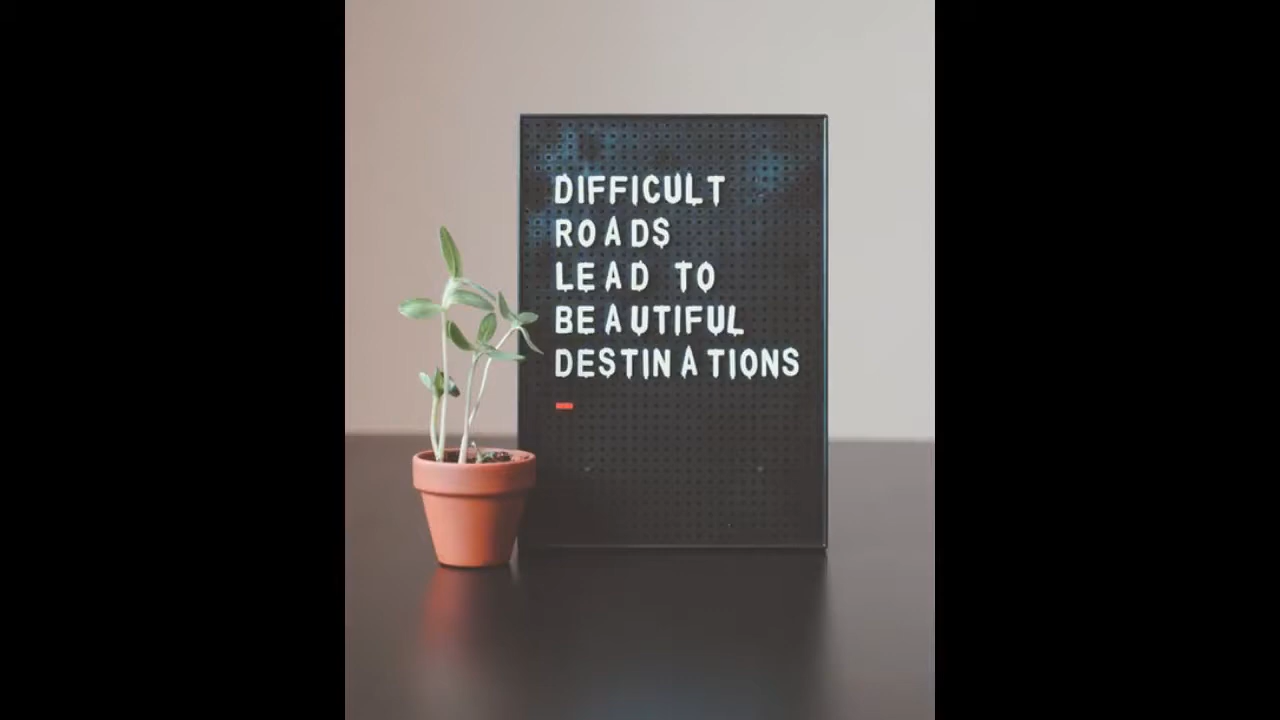 DIFFICULT
ROADS
LEAD TO
BEAUTIFUL
DESTINATIONS